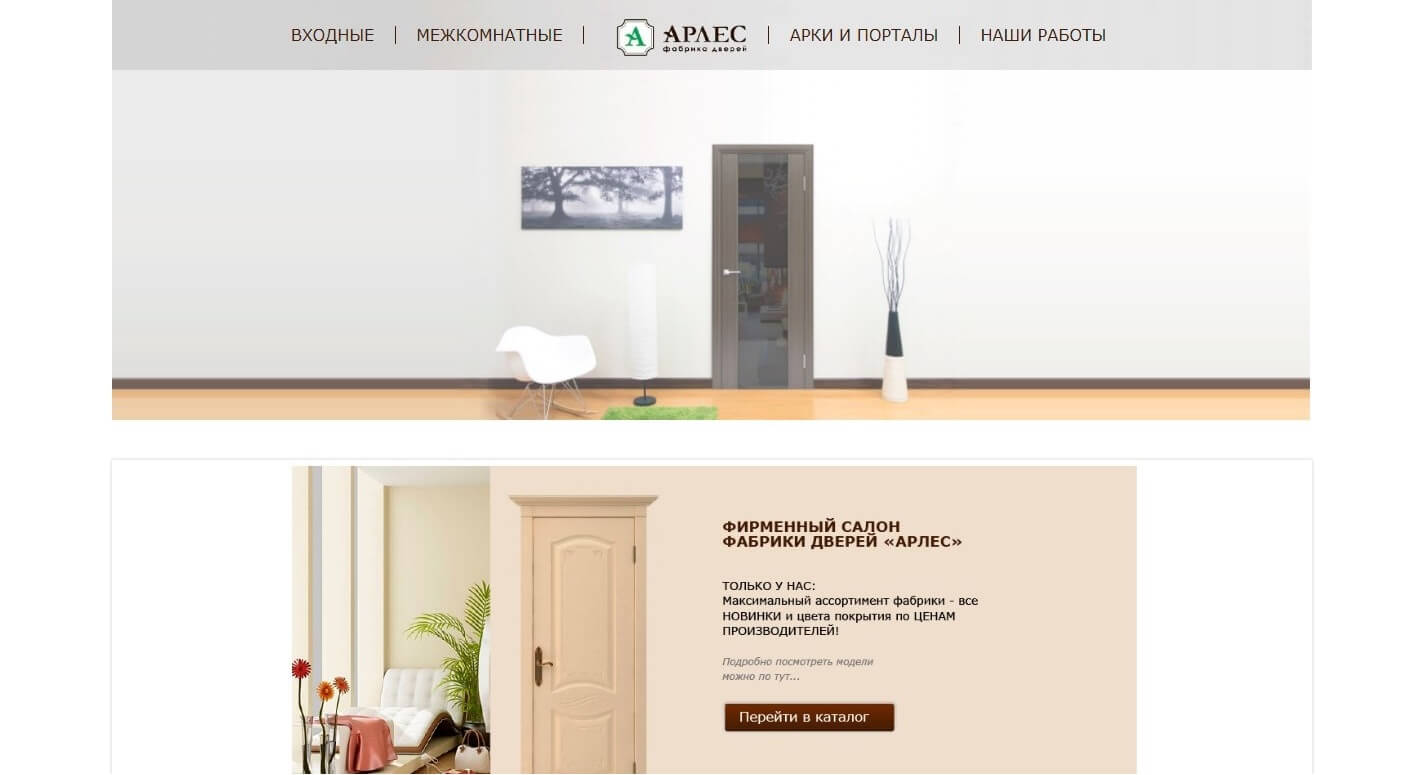 ВХОДНЫЕ
МЕЖКОМНАТНЫЕ
А АРЛЕС
фабрика дверей
АРКИ И ПОРТАЛЫ
НАШИ РАБОТЫ
ФИРМЕННЫЙ САЛОН
ФАБРИКИ ДВЕРЕЙ «АРЛЕС»
ТОЛЬКО У НАС:
Максимальный ассортимент фабрики - все
НОВИНКИ и цвета покрытия по ЦЕНАМ
ПРОИЗВОДИТЕЛЕЙ!
Подробно посмотреть модели
можно по тут...
Перейти в каталог